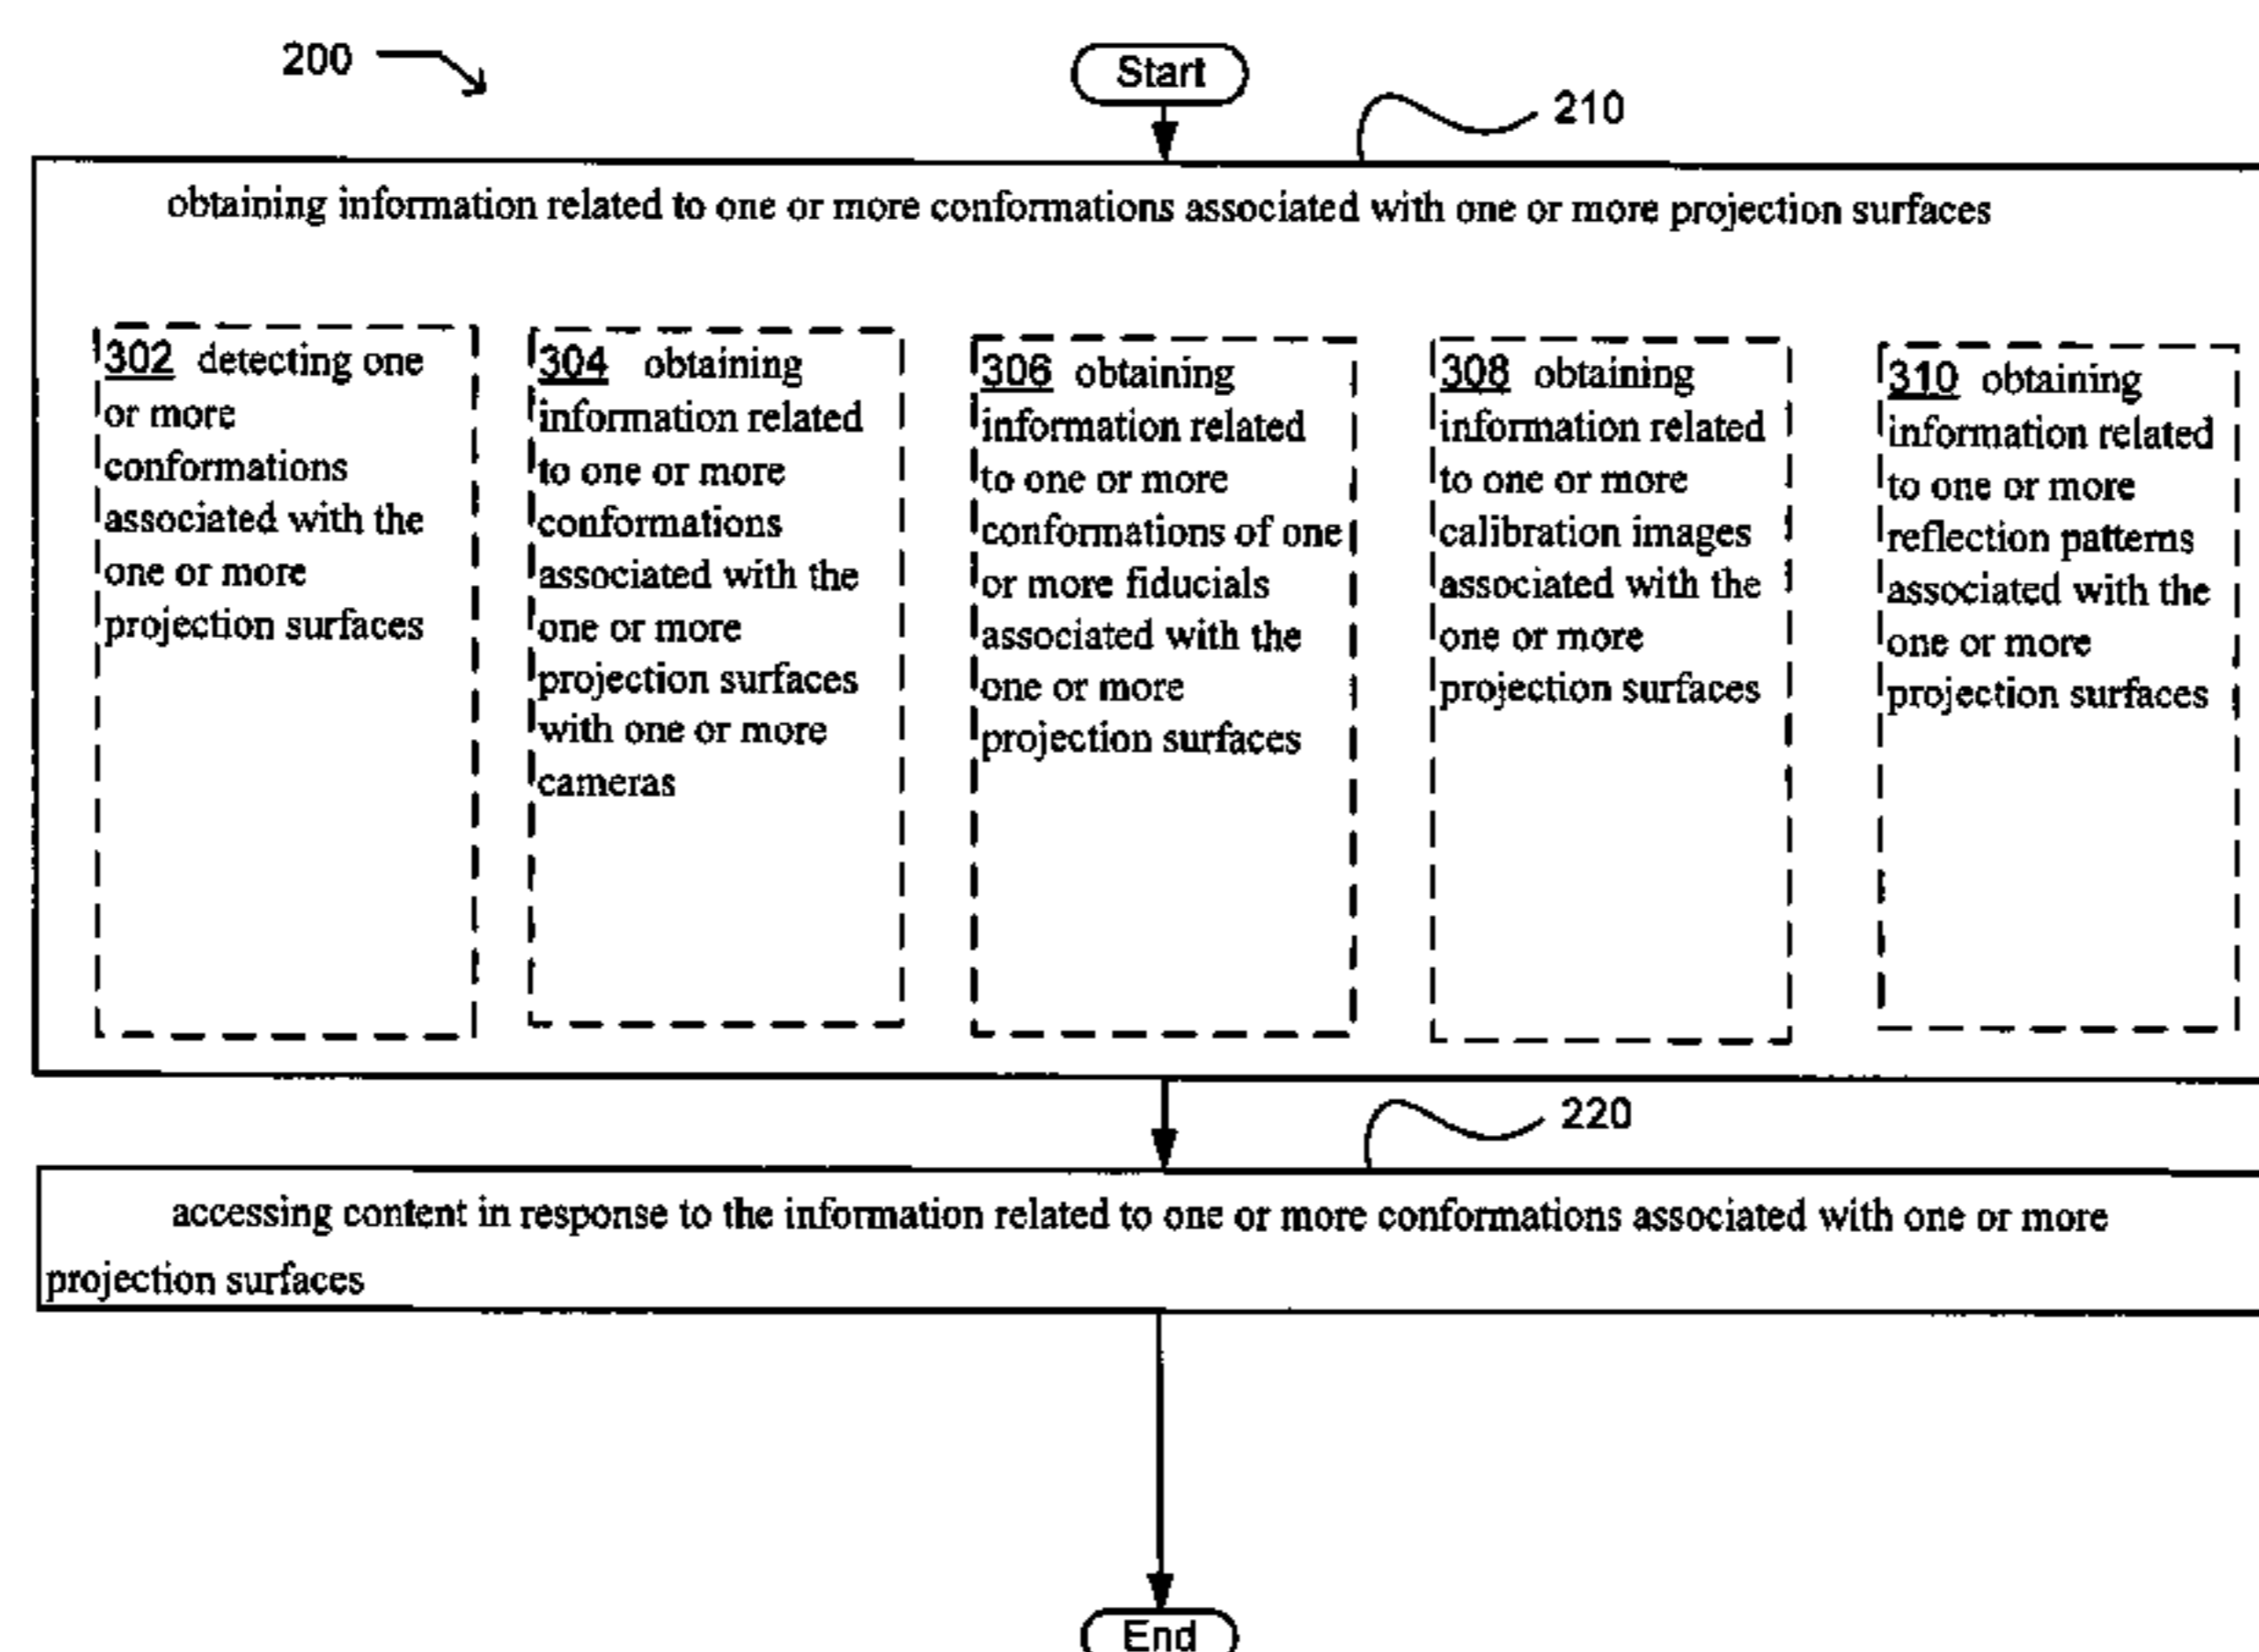 200
Start
210
obtaining information related to one or more conformations associated with one or more projection surfaces
302 detecting one
or more
conformations
associated with the
one or more
projection surfaces
304 obtaining
information related
to one or more
conformations
associated with the
one or more
projection surfaces
with one or more
cameras
306 obtaining
information related
to one or more
conformations of one
or more fiducials
associated with the
one or more
projection surfaces
308 obtaining
information related
to one or more
calibration images
associated with the
one or more
projection surfaces
310 obtaining
information related
to one or more
reflection patterns
associated with the
one or more
projection surfaces
220
accessing content in response to the information related to one or more conformations associated with one or more
projection surfaces
End